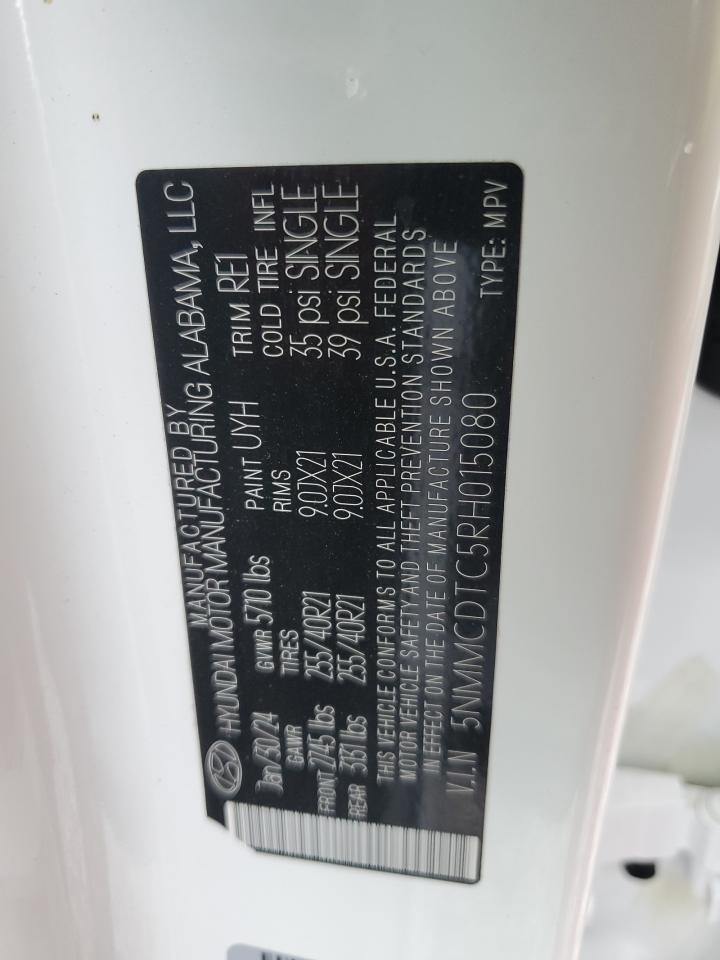 MANUFACTURED BY
HYUNDAI MOTOR MANUFACTURING ALABAMA, LLC
Jan/30/24 GVWR 5710 lbs PAINT UYH TRIM RE1
GAWR TIRES RIMS COLD TIRE INFL
FRONT 2745 lbs 255/40R21 9.0JX21 35 psi SINGLE
REAR 3131 lbs 255/40R21 9.0JX21 39 psi SINGLE
THIS VEHICLE CONFORMS TO ALL APPLICABLE U.S.A. FEDERAL
MOTOR VEHICLE SAFETY AND THEFT PREVENTION STANDARDS
IN EFFECT ON THE DATE OF MANUFACTURE SHOWN ABOVE
VIN 5NMMCDTC5RH015080 TYPE: MPV